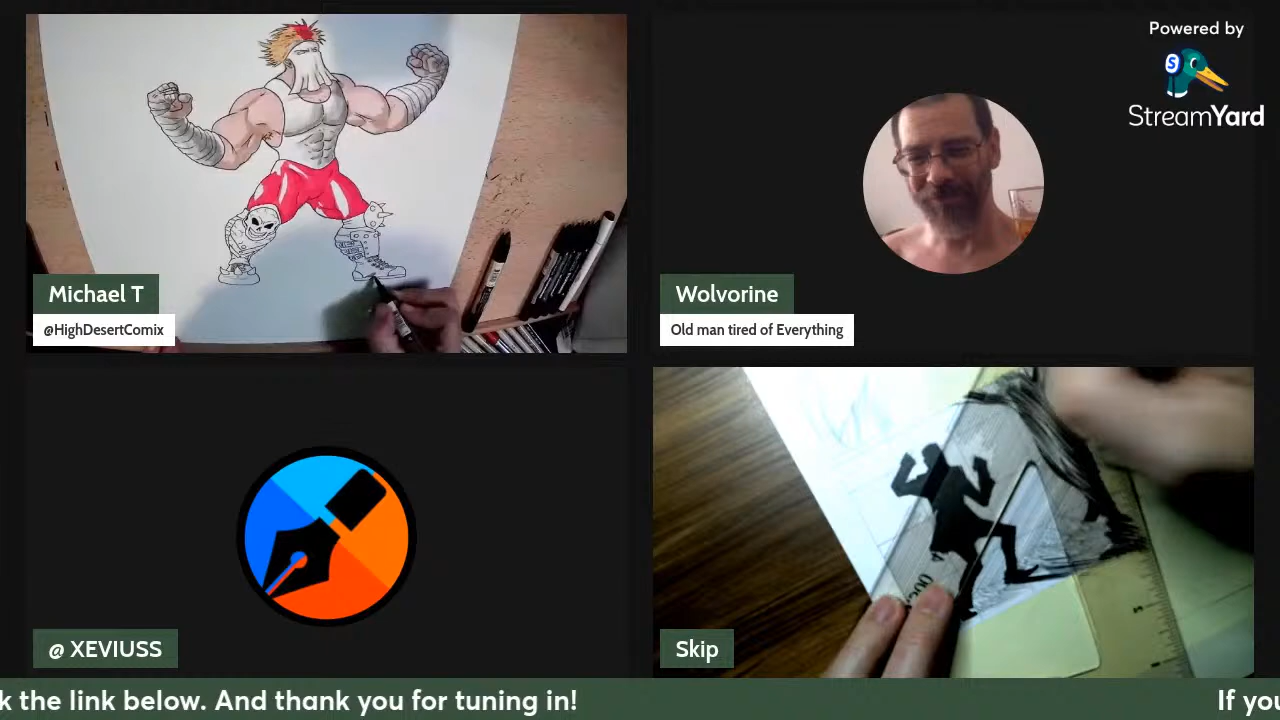 Powered by
StreamYard
Michael T
@HighDesertComix
Wolvorine
Old man tired of Everything
@ XEVIUSS
Skip
k the link below. And thank you for tuning in!
If you